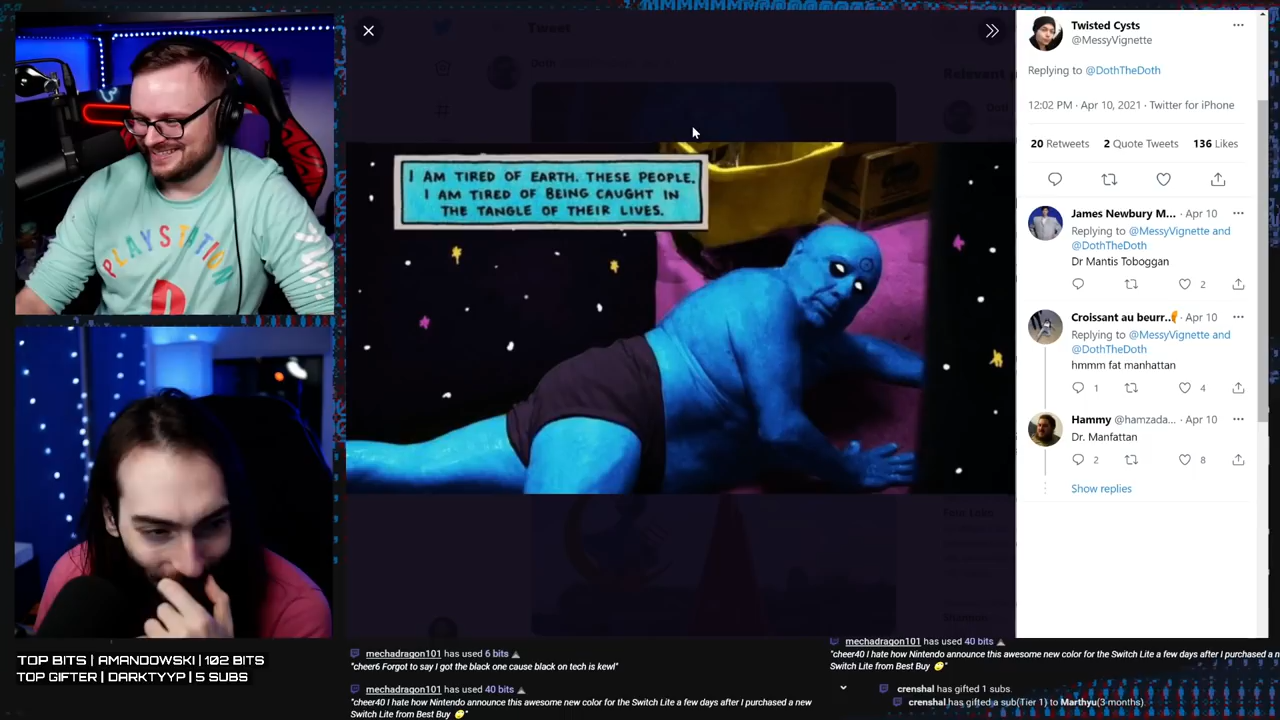 PLAYSTATION
I AM TIRED OF EARTH. THESE PEOPLE.
I AM TIRED OF BEING CAUGHT IN
THE TANGLE OF THEIR LIVES.
Tweet
Twisted Cysts
@MessyVignette
Replying to @DothTheDoth
12:02 PM · Apr 10, 2021 · Twitter for iPhone
20 Retweets 2 Quote Tweets 136 Likes
James Newbury M... · Apr 10
Replying to @MessyVignette and
@DothTheDoth
Dr Mantis Toboggan
2
Croissant au beurr.. · Apr 10
Replying to @MessyVignette and
@DothTheDoth
hmmm fat manhattan
1 4
Hammy @hamzada... · Apr 10
Dr. Manfattan
2 8
Show replies
TOP BITS | AMANDOWSKI | 102 BITS
TOP GIFTER | DARKTYYP | 5 SUBS
mechadragon101 has used 6 bits
"cheer6 Forgot to say I got the black one cause black on tech is kewl"
mechadragon101 has used 40 bits
"cheer40 I hate how Nintendo announce this awesome new color for the Switch Lite a few days after I purchased a new
Switch Lite from Best Buy 🙄"
mechadragon101 has used 40 bits
"cheer40 I hate how Nintendo announce this awesome new color for the Switch Lite a few days after I purchased a n
Switch Lite from Best Buy 🙄"
crenshal has gifted 1 subs.
crenshal has gifted a sub(Tier 1) to Marthyu(3 months).